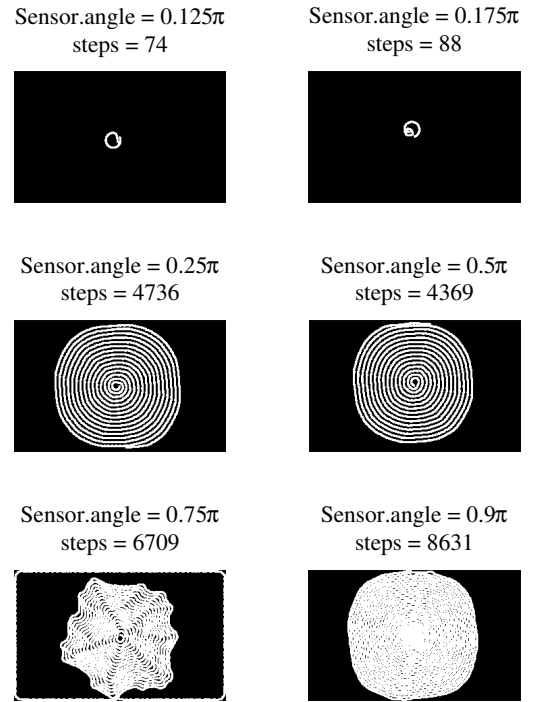 Sensor.angle = 0.125π
steps = 74
Sensor.angle = 0.175π
steps = 88
Sensor.angle = 0.25π
steps = 4736
Sensor.angle = 0.5π
steps = 4369
Sensor.angle = 0.75π
steps = 6709
Sensor.angle = 0.9π
steps = 8631